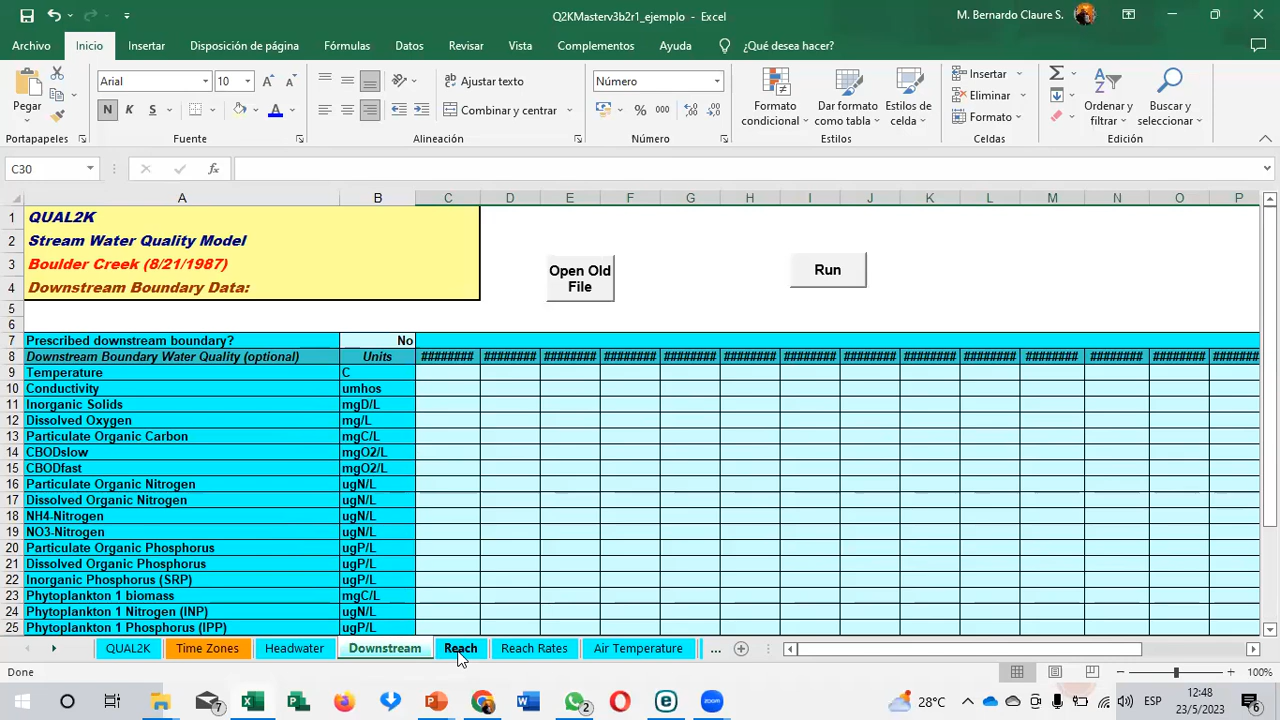 Q2KMasterv3b2r1_ejemplo - Excel
M. Bernardo Claure S.
Archivo Inicio Insertar Disposición de página Fórmulas Datos Revisar Vista Complementos Ayuda ¿Qué desea hacer?
Pegar
Arial 10
N K S
Ajustar texto
Combinar y centrar
Número
% 000
Formato condicional
Dar formato como tabla
Estilos de celda
Insertar
Eliminar
Formato
Ordenar y filtrar
Buscar y seleccionar
Portapapeles Fuente Alineación Número Estilos Celdas Edición
C30 fx
A B C D E F G H I J K L M N O P
1 QUAL2K
2 Stream Water Quality Model
3 Boulder Creek (8/21/1987)
4 Downstream Boundary Data:
Open Old File
Run
5
6
7 Prescribed downstream boundary? No
8 Downstream Boundary Water Quality (optional) Units ######## ######## ######## ######## ######## ######## ######## ######## ######## ######## ######## ######## ######## ########
9 Temperature C
10 Conductivity umhos
11 Inorganic Solids mgD/L
12 Dissolved Oxygen mg/L
13 Particulate Organic Carbon mgC/L
14 CBODslow mgO2/L
15 CBODfast mgO2/L
16 Particulate Organic Nitrogen ugN/L
17 Dissolved Organic Nitrogen ugN/L
18 NH4-Nitrogen ugN/L
19 NO3-Nitrogen ugN/L
20 Particulate Organic Phosphorus ugP/L
21 Dissolved Organic Phosphorus ugP/L
22 Inorganic Phosphorus (SRP) ugP/L
23 Phytoplankton 1 biomass mgC/L
24 Phytoplankton 1 Nitrogen (INP) ugN/L
25 Phytoplankton 1 Phosphorus (IPP) ugP/L
QUAL2K Time Zones Headwater Downstream Reach Reach Rates Air Temperature ...
Done 100%
7 2 28°C ESP 12:48
23/5/2023 6